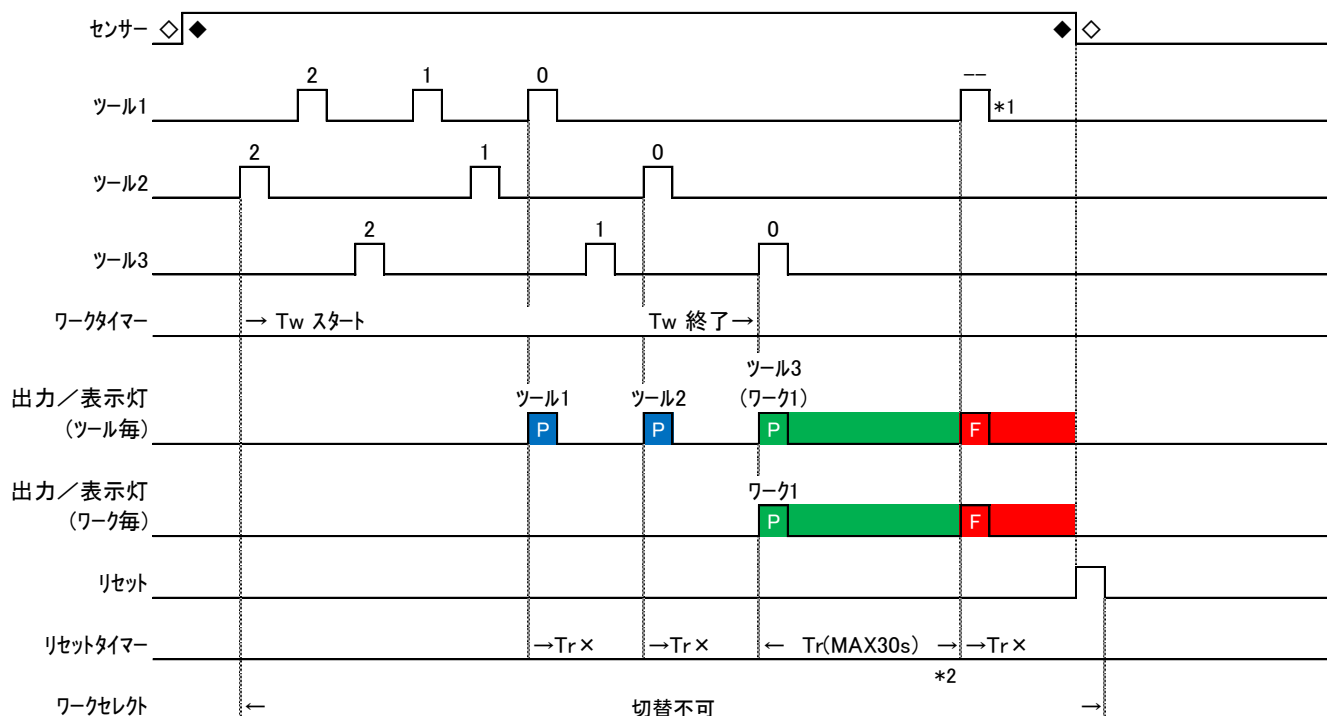 センサー ◇ ◆ ◆ ◇
2 1 0 --
ツール1 *1
2 1 0
ツール2
2 1 0
ツール3
ワークタイマー → Tw スタート Tw 終了→
ツール3
出力／表示灯 ツール1 ツール2 (ワーク1)
(ツール毎) P P P F
出力／表示灯 ワーク1
(ワーク毎) P F
リセット
リセットタイマー →Tr× →Tr× ← Tr(MAX30s) → →Tr×
*2
ワークセレクト ← 切替不可 →